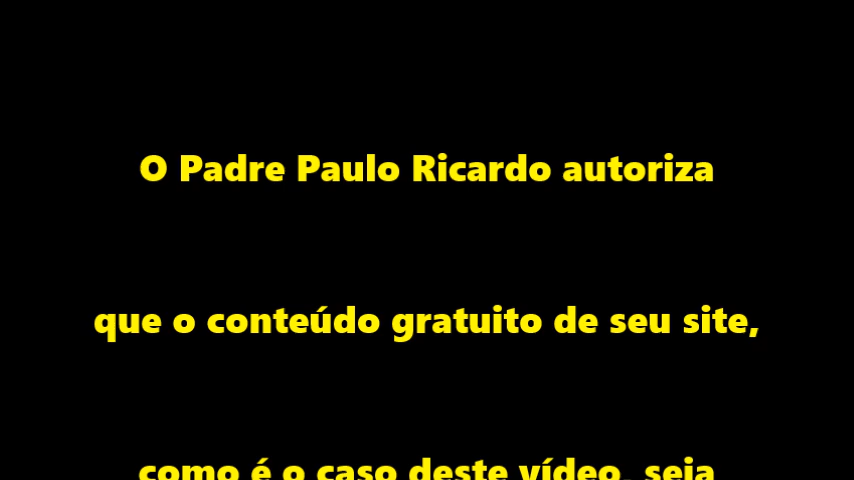 O Padre Paulo Ricardo autoriza
que o conteúdo gratuito de seu site,
como é o caso deste vídeo, seja